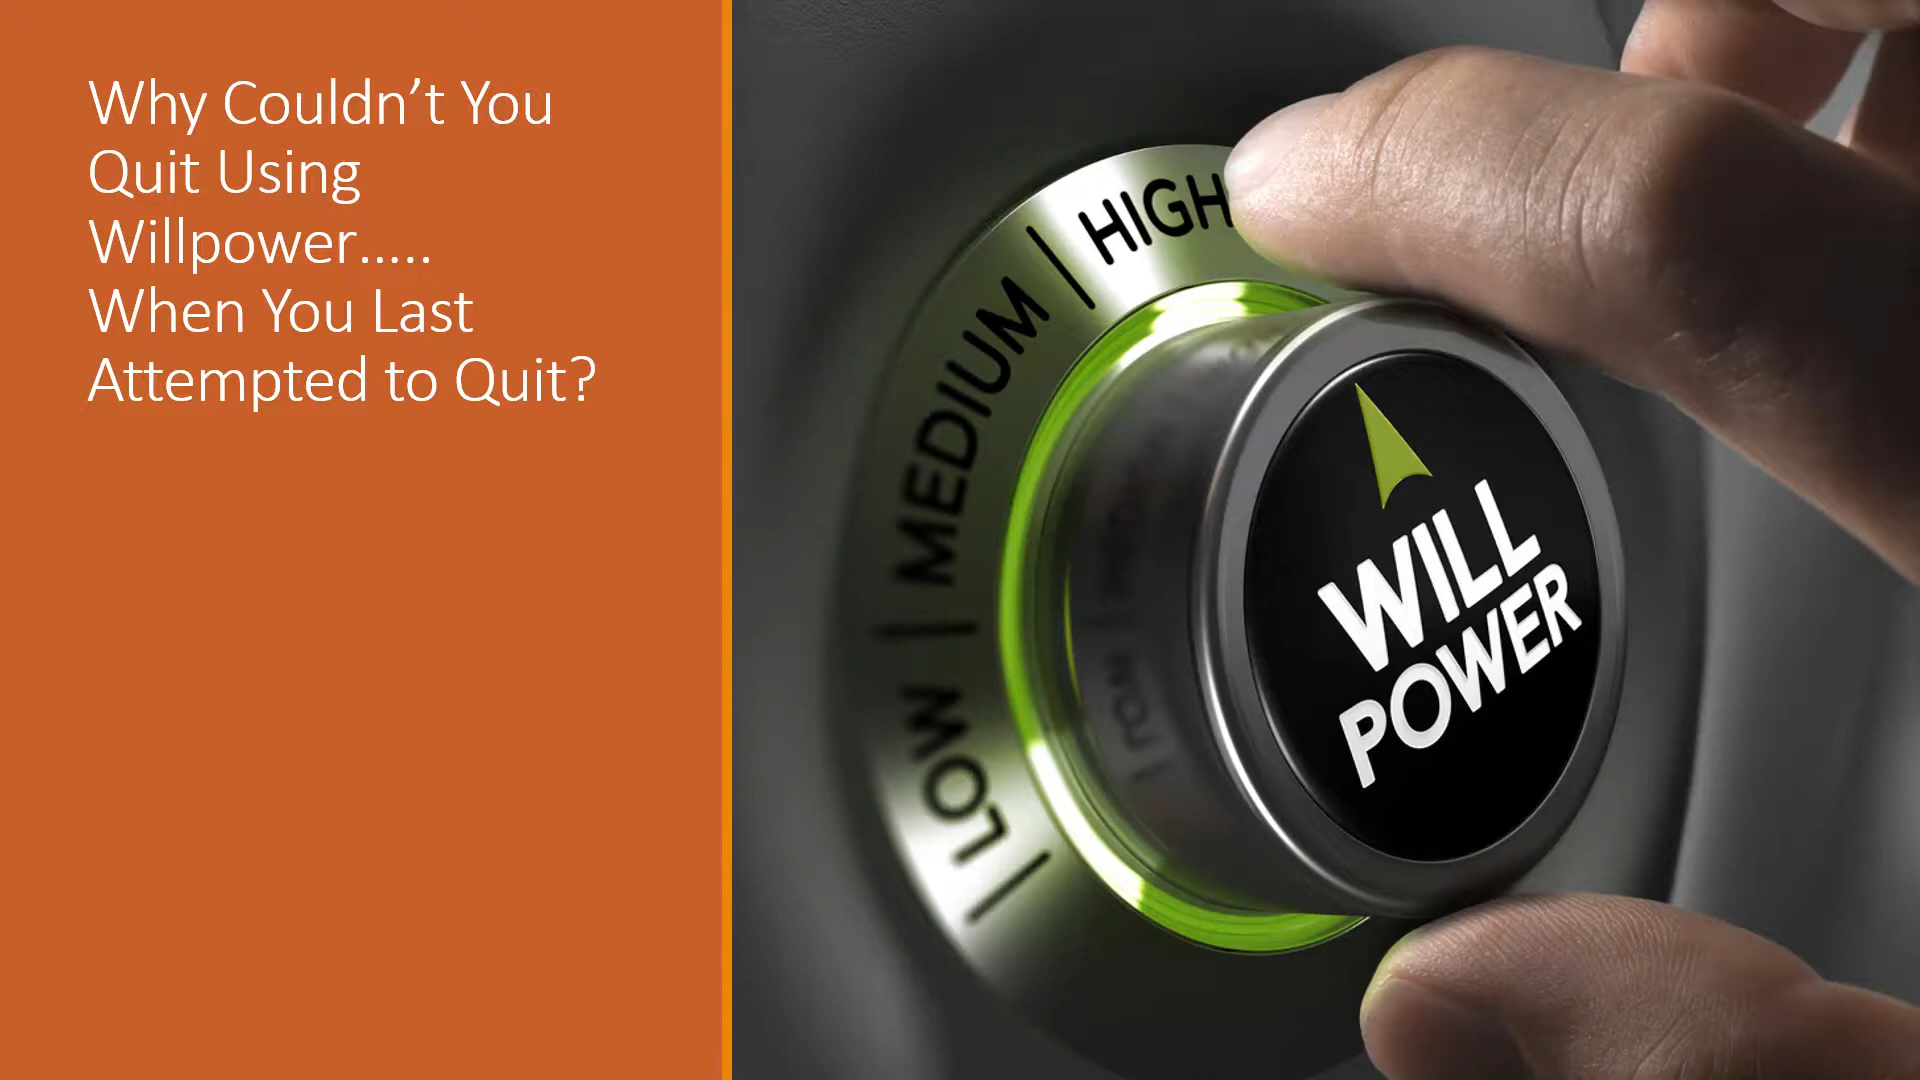 Why Couldn’t You
Quit Using
Willpower…..
When You Last
Attempted to Quit?
LOW | MEDIUM | HIGH
WILL
POWER